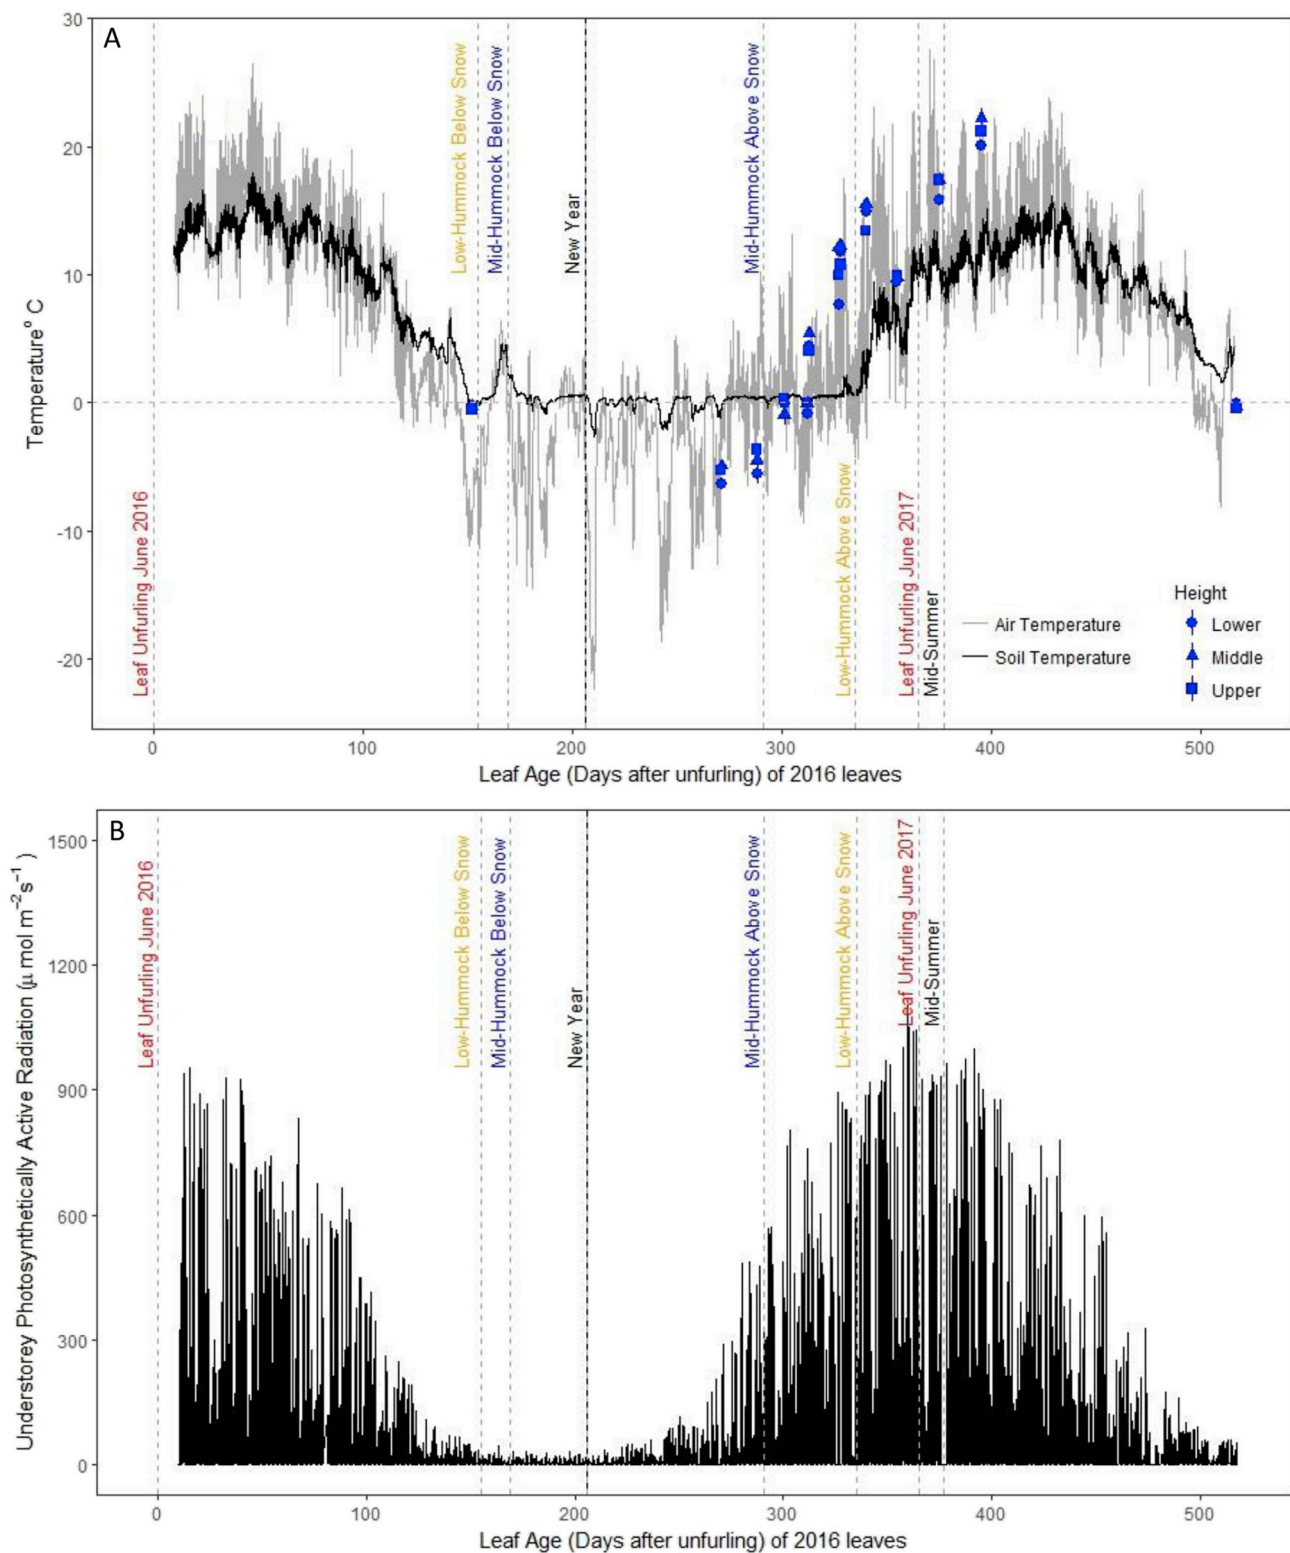 A
30
20
10
0
-10
-20
Temperature° C
Leaf Unfurling June 2016
Low-Hummock Below Snow
Mid-Hummock Below Snow
New Year
Mid-Hummock Above Snow
Low-Hummock Above Snow
Leaf Unfurling June 2017
Mid-Summer
Air Temperature
Soil Temperature
Height
Lower
Middle
Upper
0 100 200 300 400 500
Leaf Age (Days after unfurling) of 2016 leaves
B
1500
1200
900
600
300
0
Understorey Photosynthetically Active Radiation (μ mol m⁻²s⁻¹ )
Leaf Unfurling June 2016
Low-Hummock Below Snow
Mid-Hummock Below Snow
New Year
Mid-Hummock Above Snow
Low-Hummock Above Snow
Leaf Unfurling June 2017
Mid-Summer
0 100 200 300 400 500
Leaf Age (Days after unfurling) of 2016 leaves